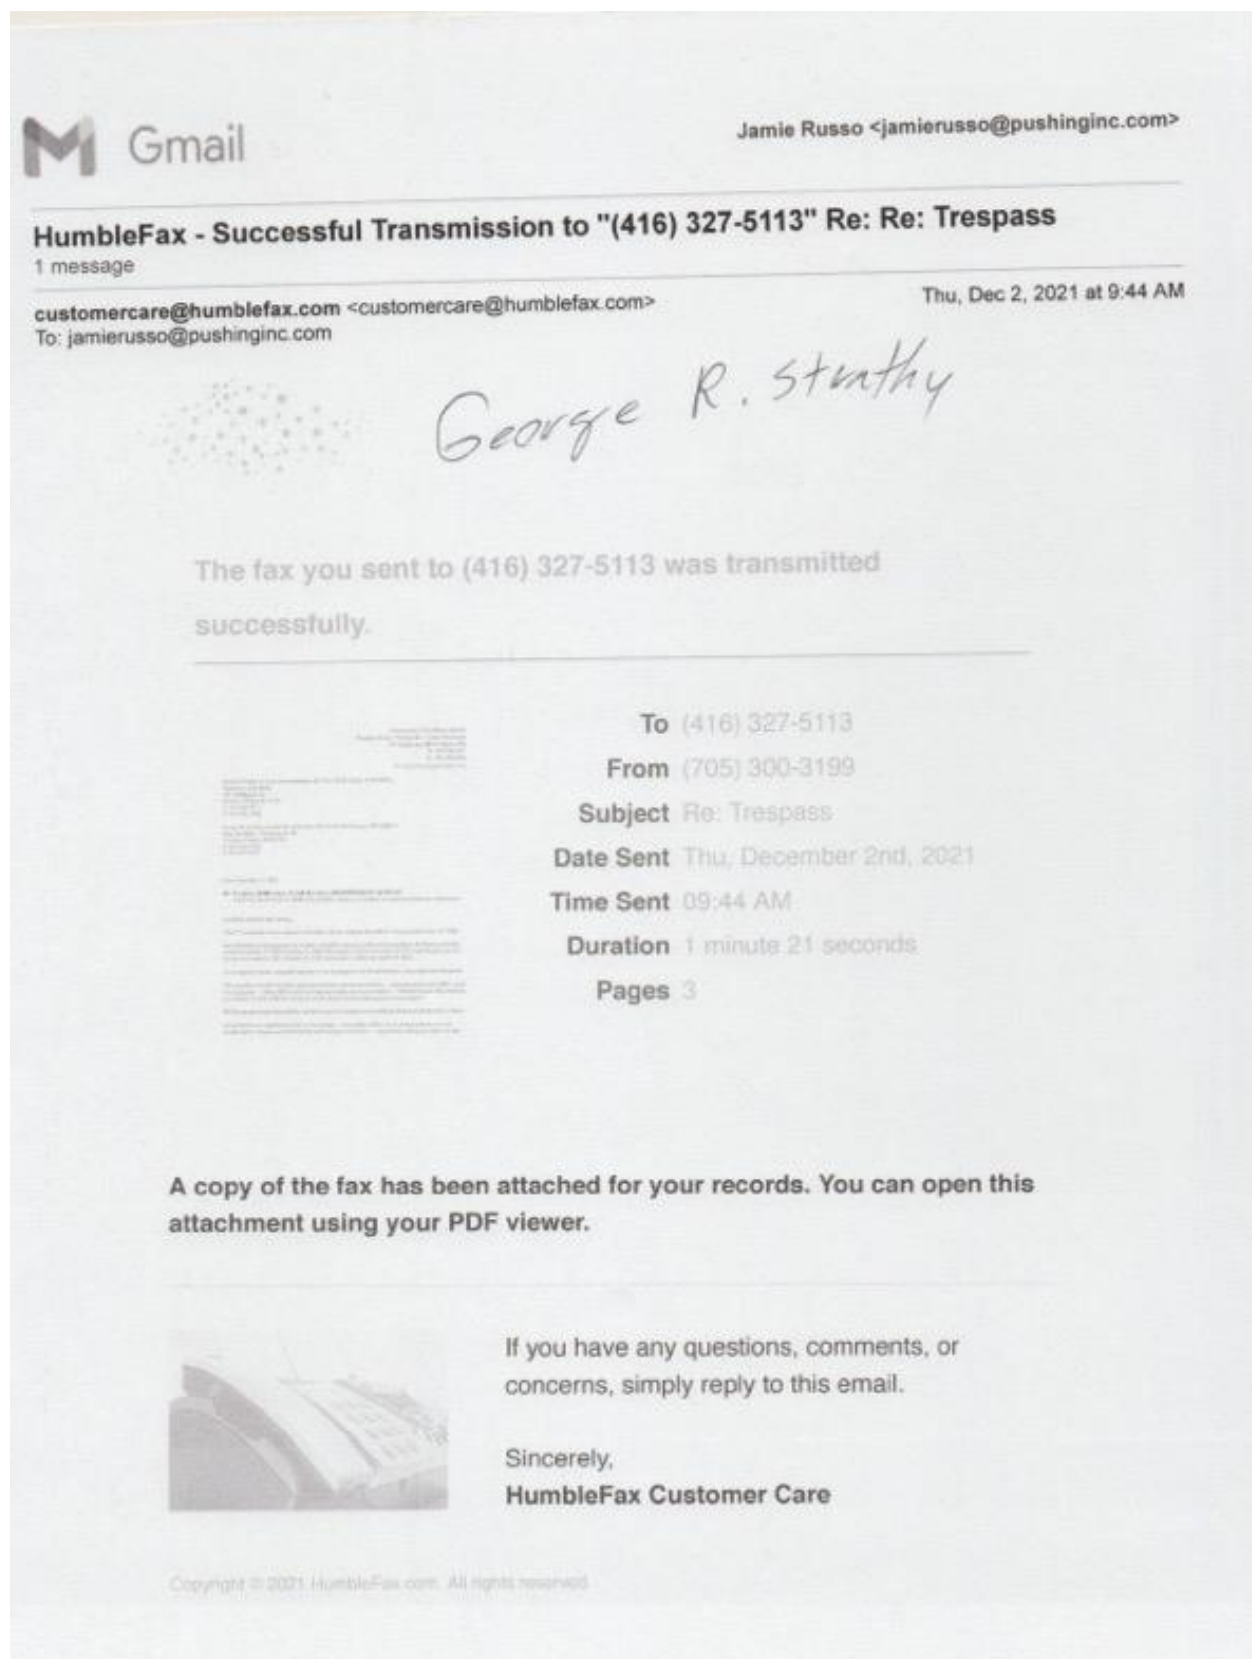 Gmail
Jamie Russo <jamierusso@pushinginc.com>
HumbleFax - Successful Transmission to "(416) 327-5113" Re: Re: Trespass
1 message
customercare@humblefax.com <customercare@humblefax.com>
Thu, Dec 2, 2021 at 9:44 AM
To: jamierusso@pushinginc.com
George R. Strathy
The fax you sent to (416) 327-5113 was transmitted
successfully.
To (416) 327-5113
From (705) 300-3199
Subject Re: Trespass
Date Sent Thu, December 2nd, 2021
Time Sent 09:44 AM
Duration 1 minute 21 seconds
Pages 3
A copy of the fax has been attached for your records. You can open this
attachment using your PDF viewer.
If you have any questions, comments, or
concerns, simply reply to this email.
Sincerely,
HumbleFax Customer Care
Copyright © 2021 HumbleFax.com. All rights reserved.